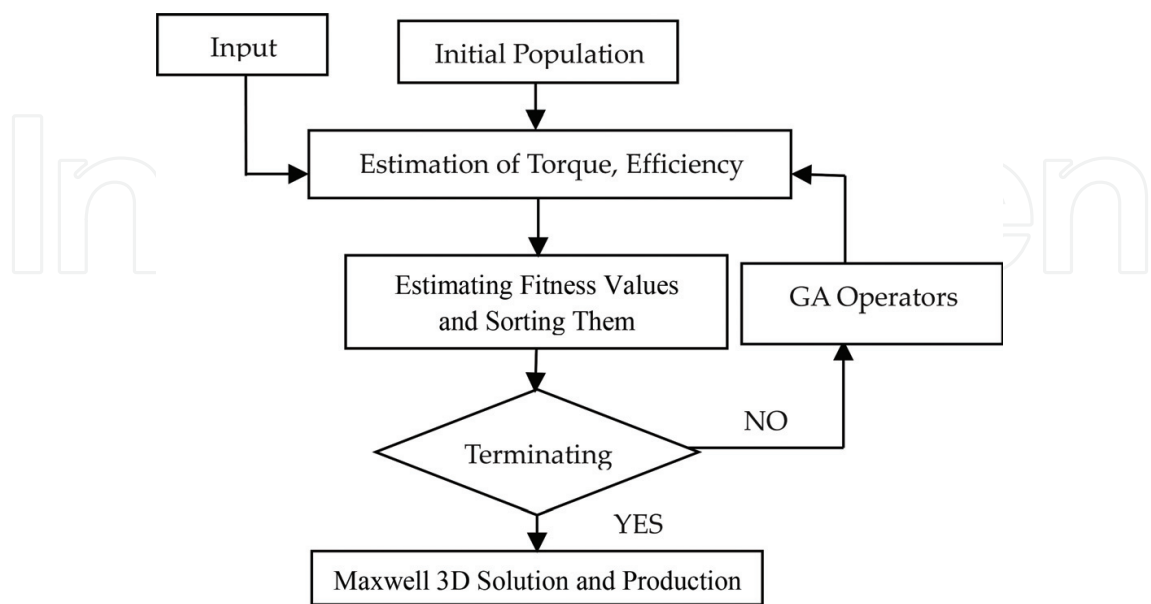 Input
Initial Population
Estimation of Torque, Efficiency
Estimating Fitness Values
and Sorting Them
GA Operators
NO
Terminating
YES
Maxwell 3D Solution and Production